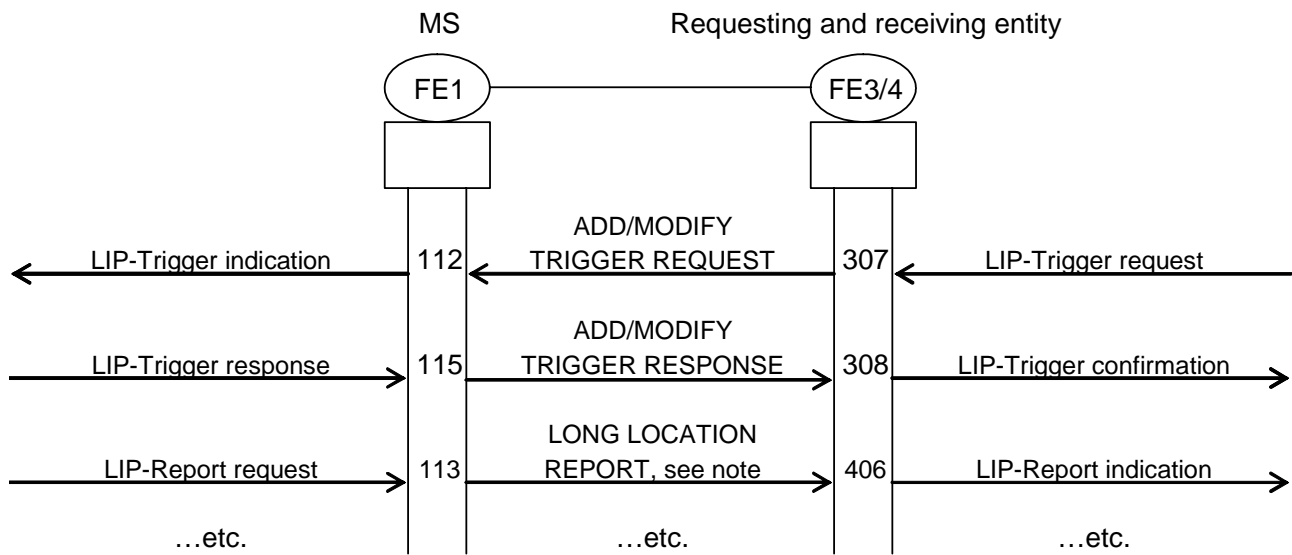 MS
Requesting and receiving entity
FE1
FE3/4
ADD/MODIFY
LIP-Trigger indication 112 TRIGGER REQUEST 307 LIP-Trigger request
ADD/MODIFY
LIP-Trigger response 115 TRIGGER RESPONSE 308 LIP-Trigger confirmation
LONG LOCATION
LIP-Report request 113 REPORT, see note 406 LIP-Report indication
…etc. …etc. …etc.